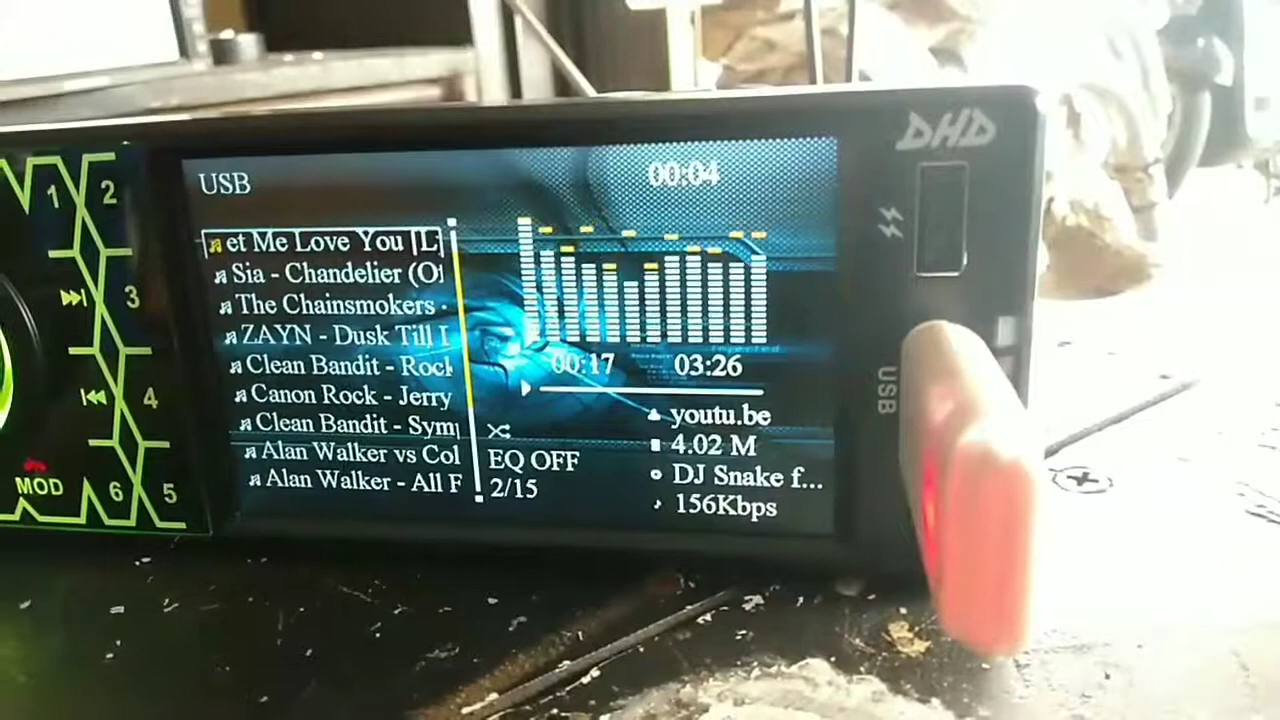 DHD
USB
00:04
et Me Love You [L
Sia - Chandelier (Of
The Chainsmokers -
ZAYN - Dusk Till D
Clean Bandit - Rock
Canon Rock - Jerry
Clean Bandit - Sym
Alan Walker vs Col
Alan Walker - All F
00:17
03:26
youtu.be
4.02 M
DJ Snake f...
156Kbps
EQ OFF
2/15
1
2
3
4
MOD
6
5
USB